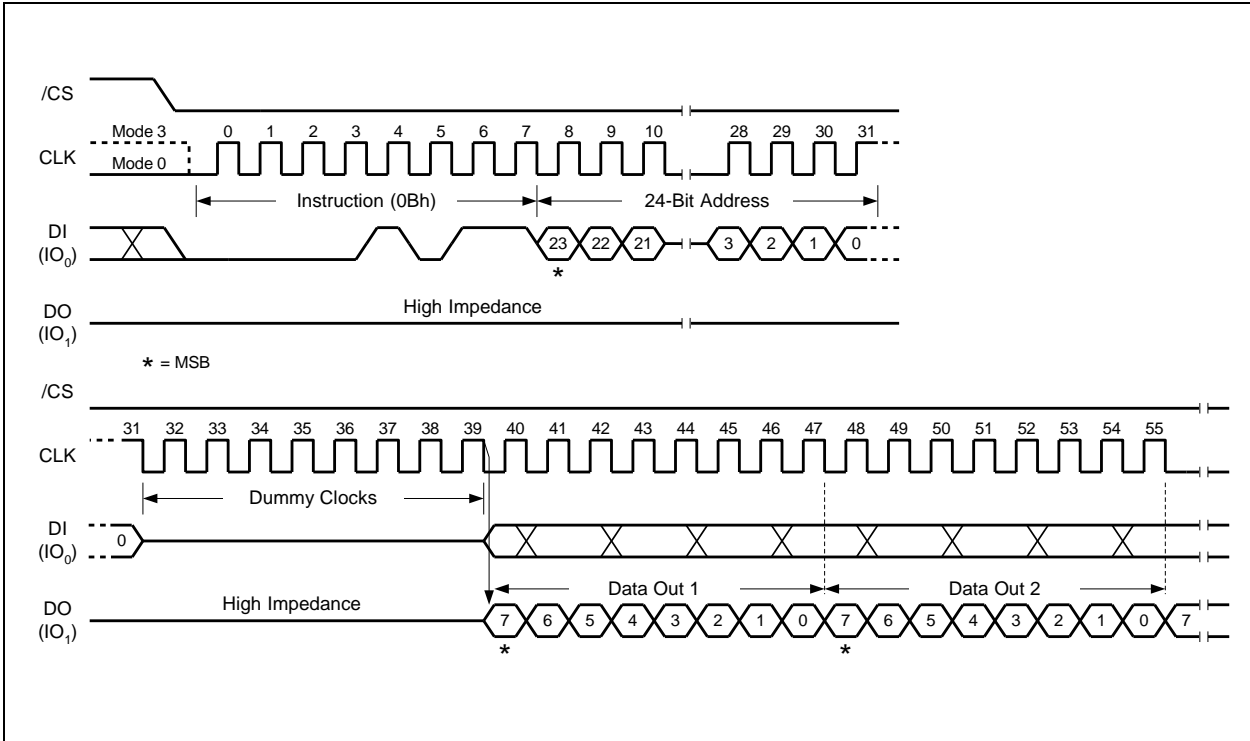 /CS
Mode 3
0 1 2 3 4 5 6 7 8 9 10 28 29 30 31
CLK
Mode 0
Instruction (0Bh) 24-Bit Address
DI
(IO0)
23 22 21 3 2 1 0
*
High Impedance
DO
(IO1)
* = MSB
/CS
31 32 33 34 35 36 37 38 39 40 41 42 43 44 45 46 47 48 49 50 51 52 53 54 55
CLK
Dummy Clocks
DI
(IO0)
0
Data Out 1 Data Out 2
High Impedance
DO
(IO1)
7 6 5 4 3 2 1 0 7 6 5 4 3 2 1 0 7
* *